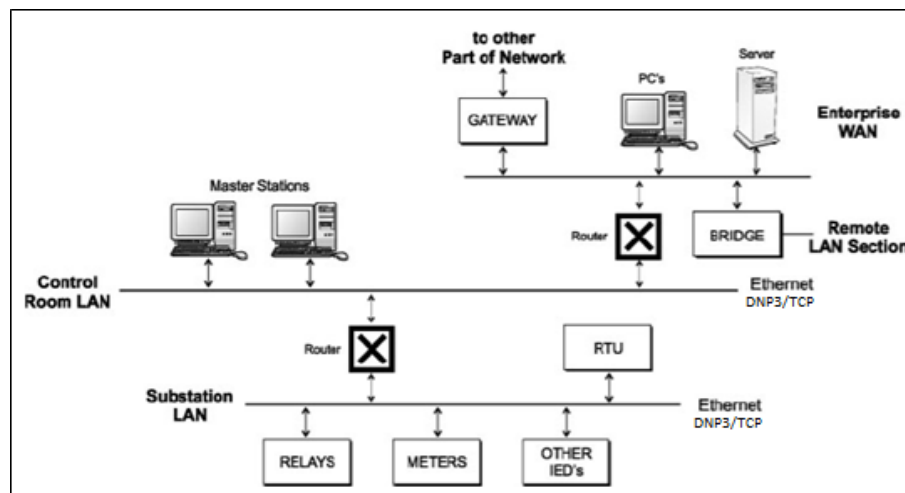 to other
Part of Network
PC's
Server
GATEWAY
Enterprise
WAN
Master Stations
Router
BRIDGE
Remote
LAN Section
Control
Room LAN
Ethernet
DNP3/TCP
Router
RTU
Substation
LAN
Ethernet
DNP3/TCP
RELAYS
METERS
OTHER
IED's